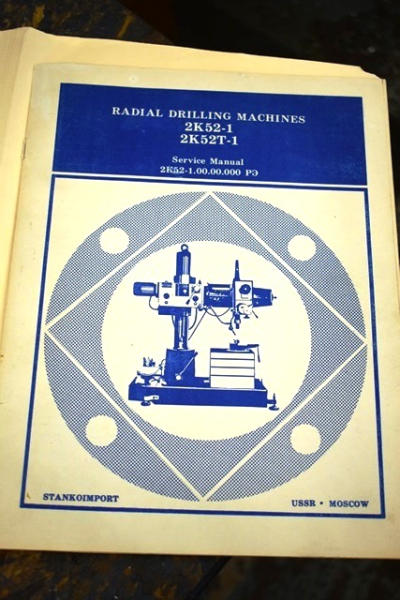 RADIAL DRILLING MACHINES
2K52-1
2K52T-1
Service Manual
2K52-1.00.00.000 РЭ
STANKOIMPORT
USSR • MOSCOW